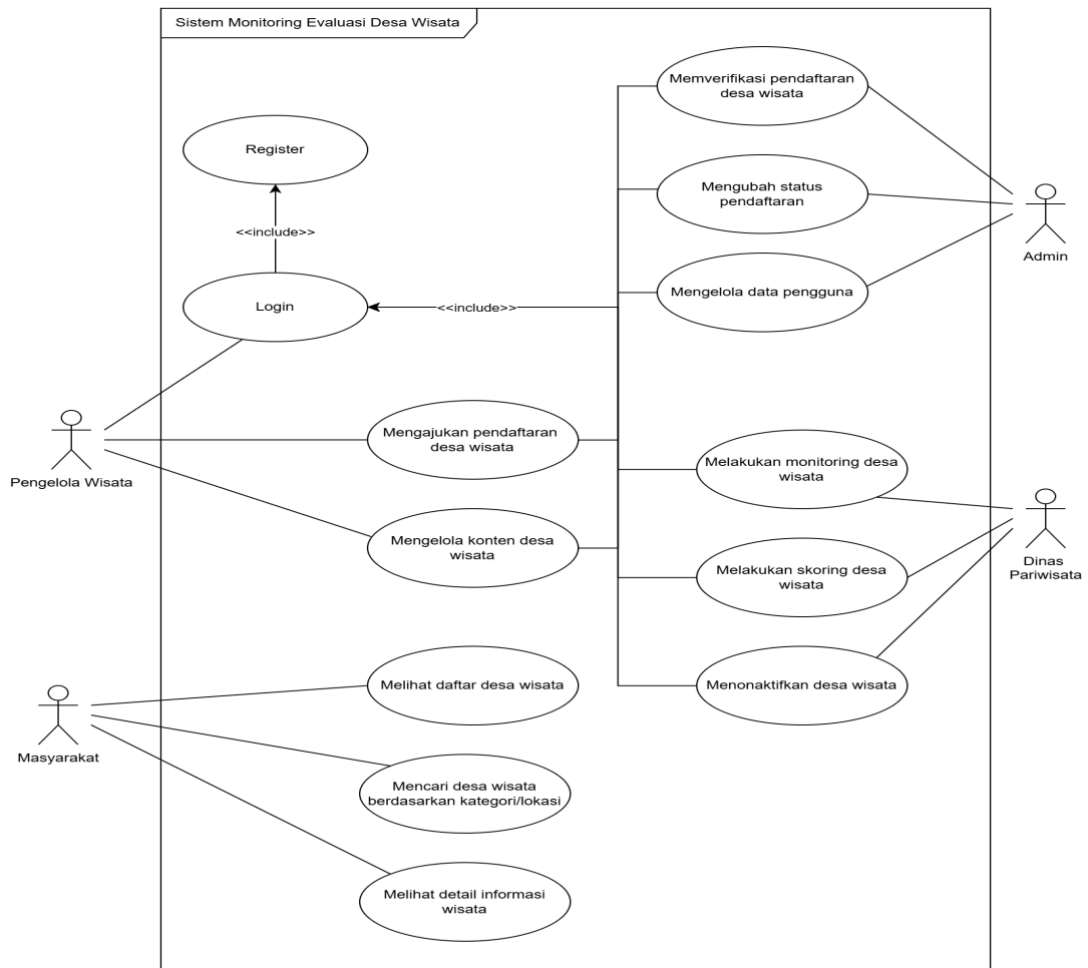 Sistem Monitoring Evaluasi Desa Wisata
Memverifikasi pendaftaran
desa wisata
Register
Mengubah status
pendaftaran
<<include>>
Admin
Mengelola data pengguna
Login
<<include>>
Mengajukan pendaftaran
desa wisata
Pengelola Wisata
Melakukan monitoring desa
wisata
Mengelola konten desa
wisata
Melakukan skoring desa
wisata
Dinas
Pariwisata
Melihat daftar desa wisata
Menonaktifkan desa wisata
Masyarakat
Mencari desa wisata
berdasarkan kategori/lokasi
Melihat detail informasi
wisata